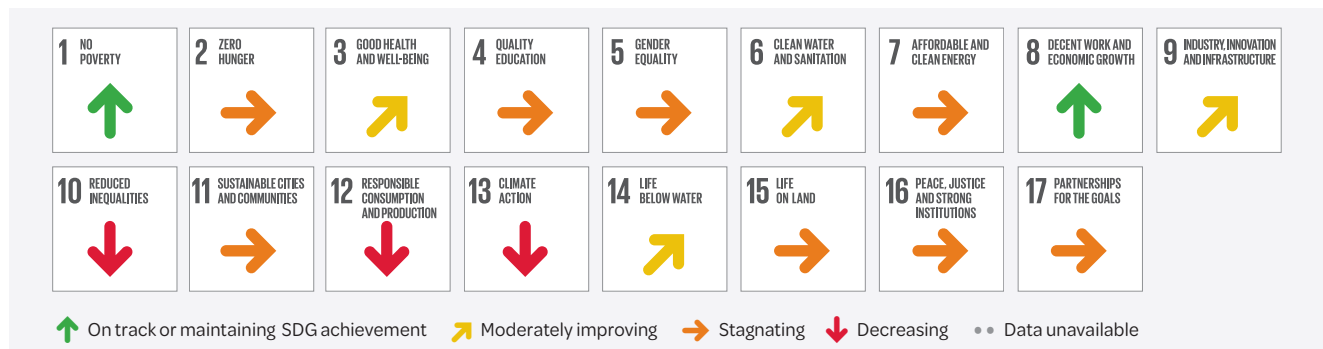 1 NO
POVERTY
2 ZERO
HUNGER
3 GOOD HEALTH
AND WELL-BEING
4 QUALITY
EDUCATION
5 GENDER
EQUALITY
6 CLEAN WATER
AND SANITATION
7 AFFORDABLE AND
CLEAN ENERGY
8 DECENT WORK AND
ECONOMIC GROWTH
9 INDUSTRY, INNOVATION
AND INFRASTRUCTURE
10 REDUCED
INEQUALITIES
11 SUSTAINABLE CITIES
AND COMMUNITIES
12 RESPONSIBLE
CONSUMPTION
AND PRODUCTION
13 CLIMATE
ACTION
14 LIFE
BELOW WATER
15 LIFE
ON LAND
16 PEACE, JUSTICE
AND STRONG
INSTITUTIONS
17 PARTNERSHIPS
FOR THE GOALS
On track or maintaining SDG achievement
Moderately improving
Stagnating
Decreasing
Data unavailable